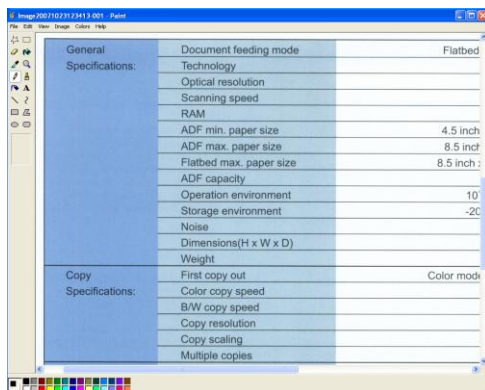 Image20071023123413-001 - Paint
File Edit View Image Colors Help
General Document feeding mode Flatbed
Specifications: Technology
Optical resolution
Scanning speed
RAM
ADF min. paper size 4.5 inch
ADF max. paper size 8.5 inch
Flatbed max. paper size 8.5 inch :
ADF capacity
Operation environment 10°
Storage environment -20
Noise
Dimensions(H x W x D)
Weight
Copy First copy out Color mode
Specifications: Color copy speed
B/W copy speed
Copy resolution
Copy scaling
Multiple copies